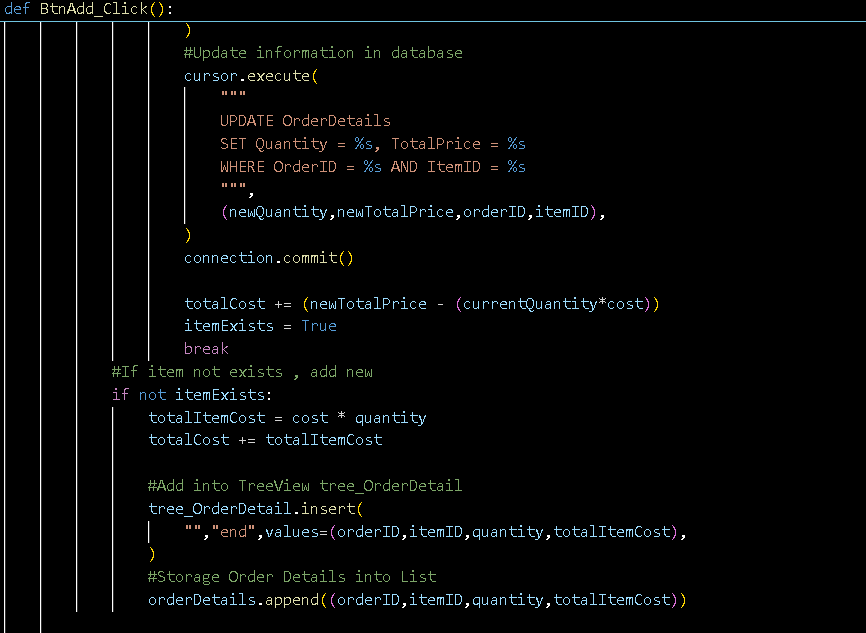 def BtnAdd_Click():
)
#Update information in database
cursor.execute(
"""
UPDATE OrderDetails
SET Quantity = %s, TotalPrice = %s
WHERE OrderID = %s AND ItemID = %s
""",
(newQuantity,newTotalPrice,orderID,itemID),
)
connection.commit()
totalCost += (newTotalPrice - (currentQuantity*cost))
itemExists = True
break
#If item not exists , add new
if not itemExists:
totalItemCost = cost * quantity
totalCost += totalItemCost
#Add into TreeView tree_OrderDetail
tree_OrderDetail.insert(
"","end",values=(orderID,itemID,quantity,totalItemCost),
)
#Storage Order Details into List
orderDetails.append((orderID,itemID,quantity,totalItemCost))